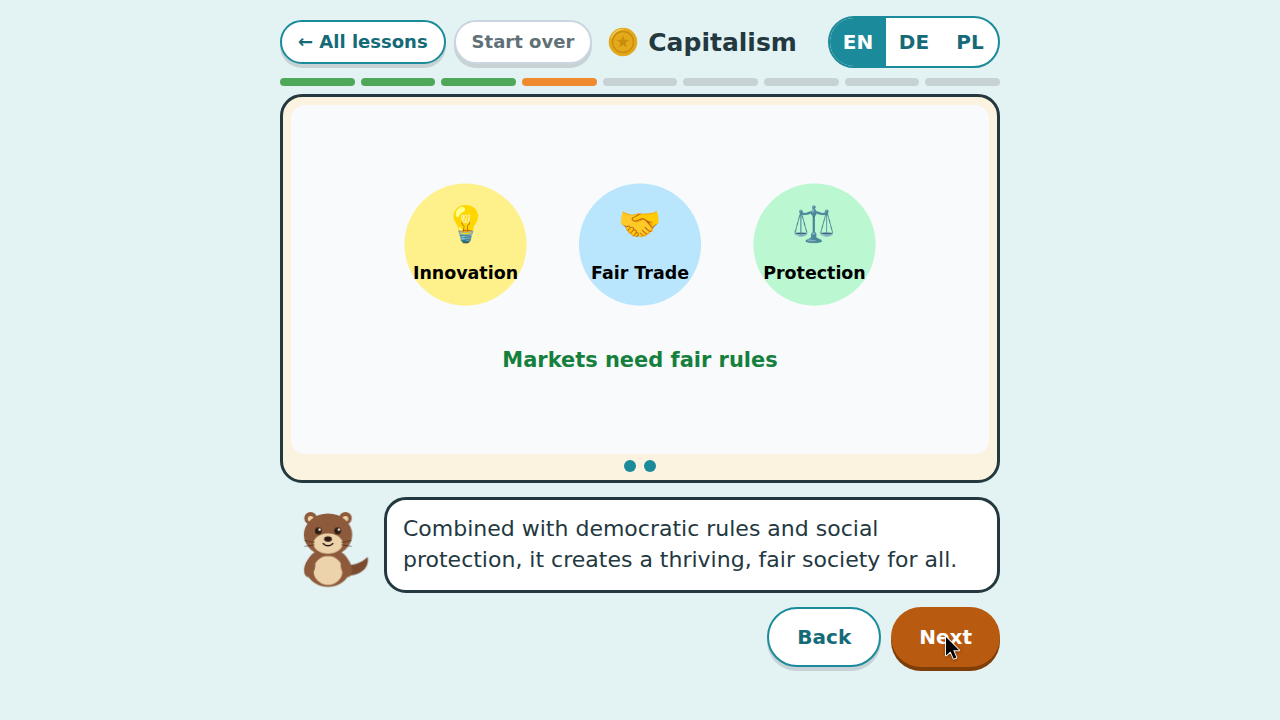 ← All lessons
Start over
Capitalism
EN DE PL
Innovation
Fair Trade
Protection
Markets need fair rules
Combined with democratic rules and social
protection, it creates a thriving, fair society for all.
Back
Next